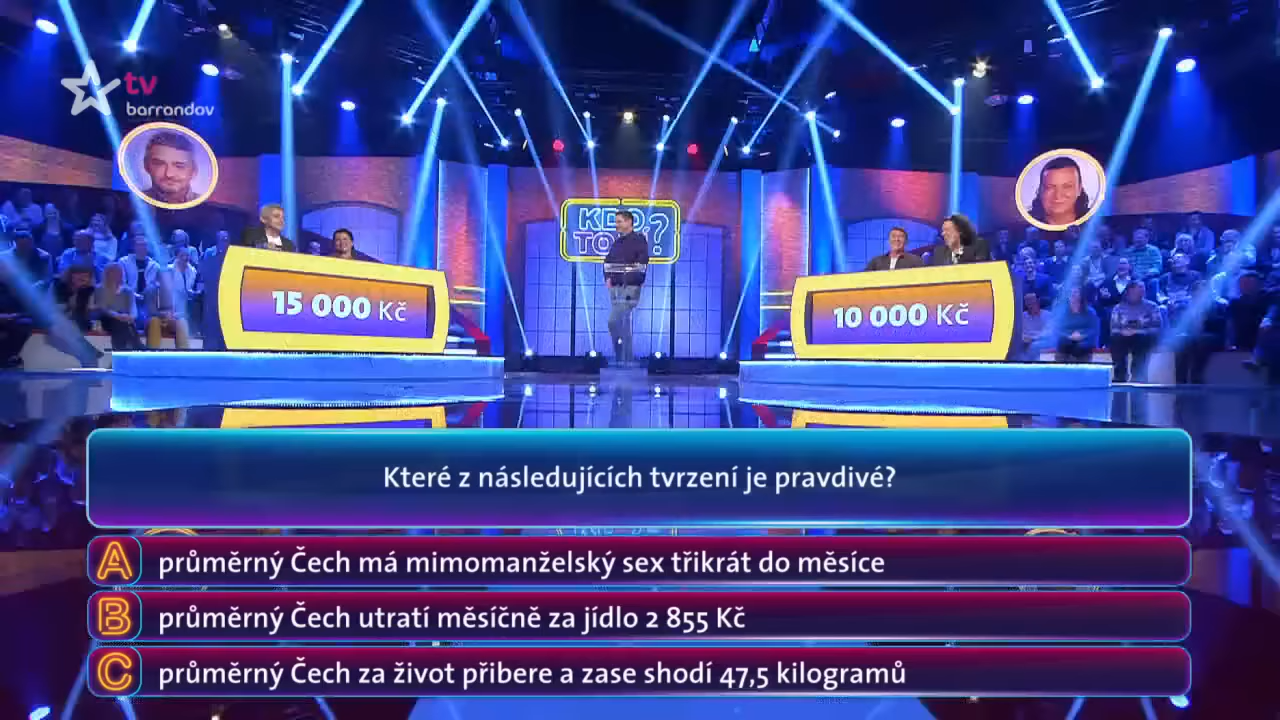 tv
barrandov
KDO
TO
?
15 000 Kč
10 000 Kč
Které z následujících tvrzení je pravdivé?
A průměrný Čech má mimomanželský sex třikrát do měsíce
B průměrný Čech utratí měsíčně za jídlo 2 855 Kč
C průměrný Čech za život přibere a zase shodí 47,5 kilogramů